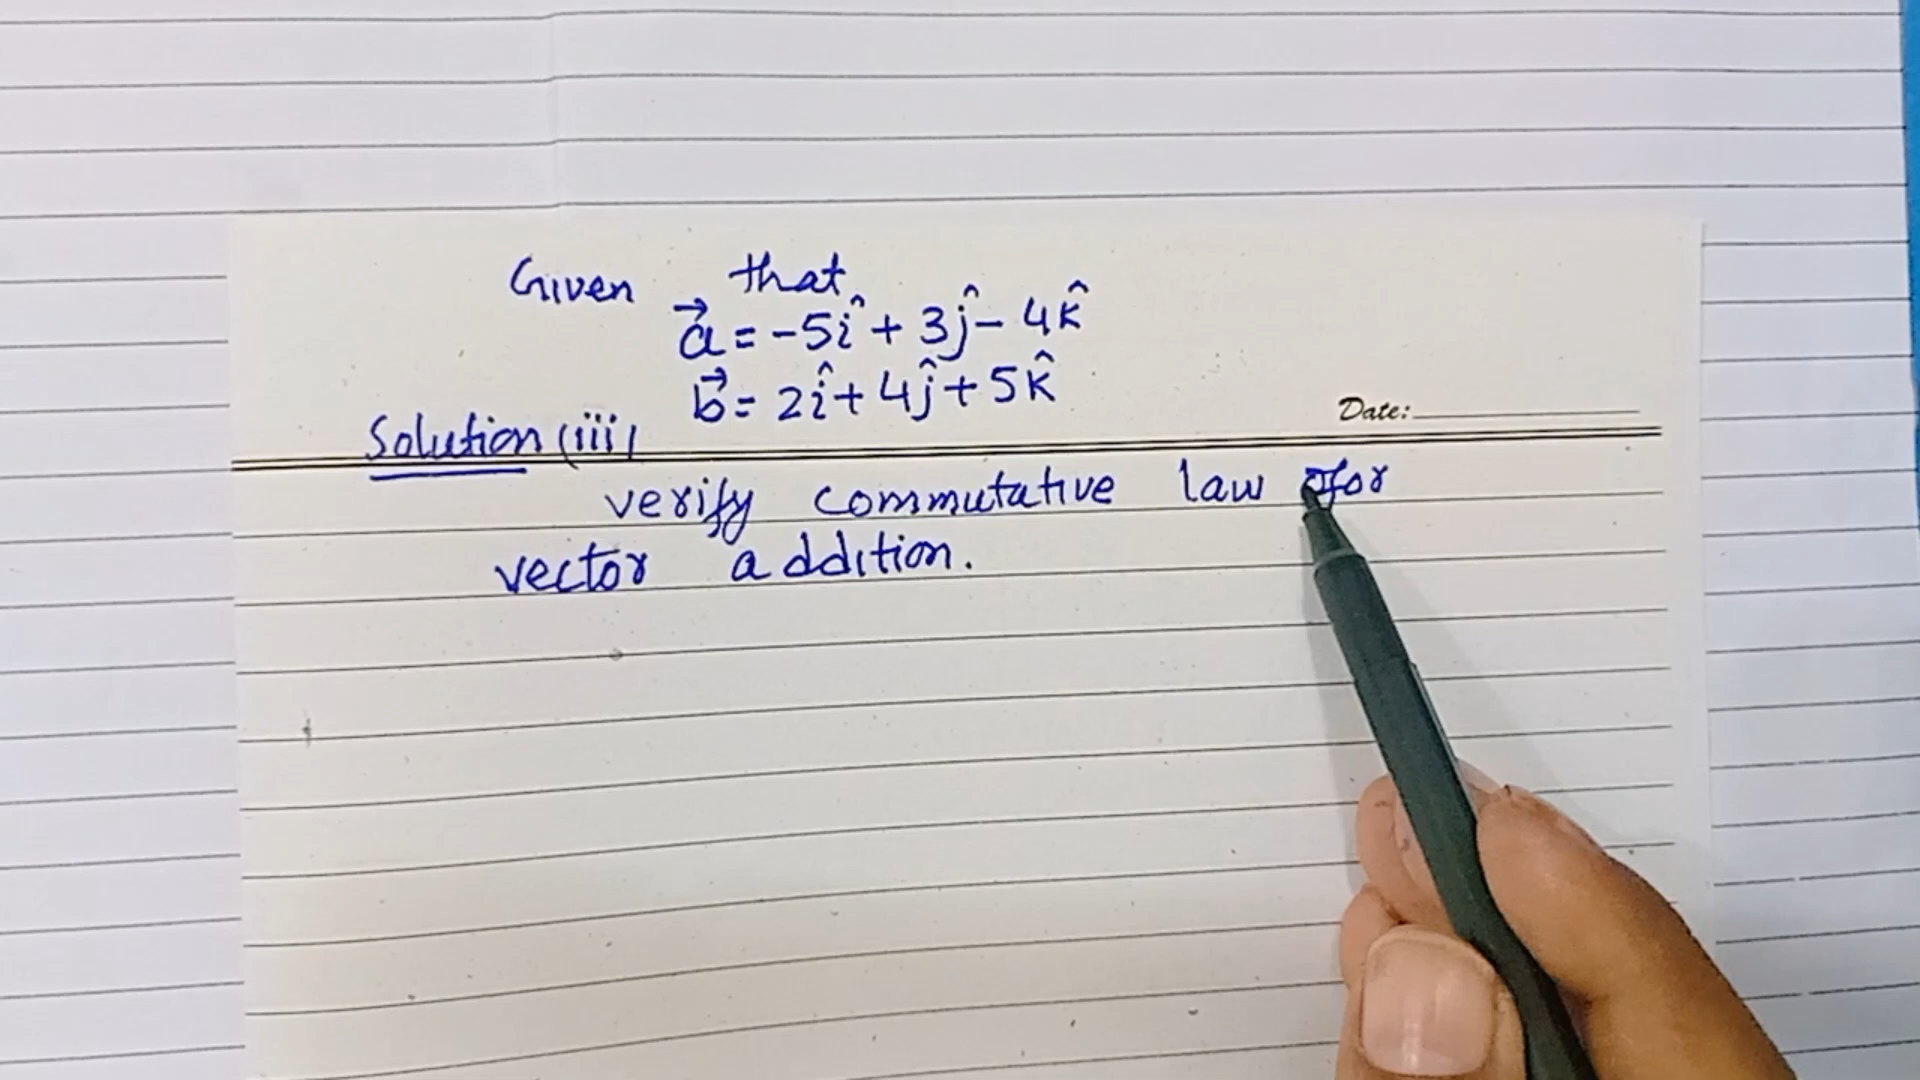 Given that
a⃗ = -5î + 3ĵ - 4k̂
b⃗ = 2î + 4ĵ + 5k̂
Date:
Solution (iii)
verify commutative law for
vector addition.